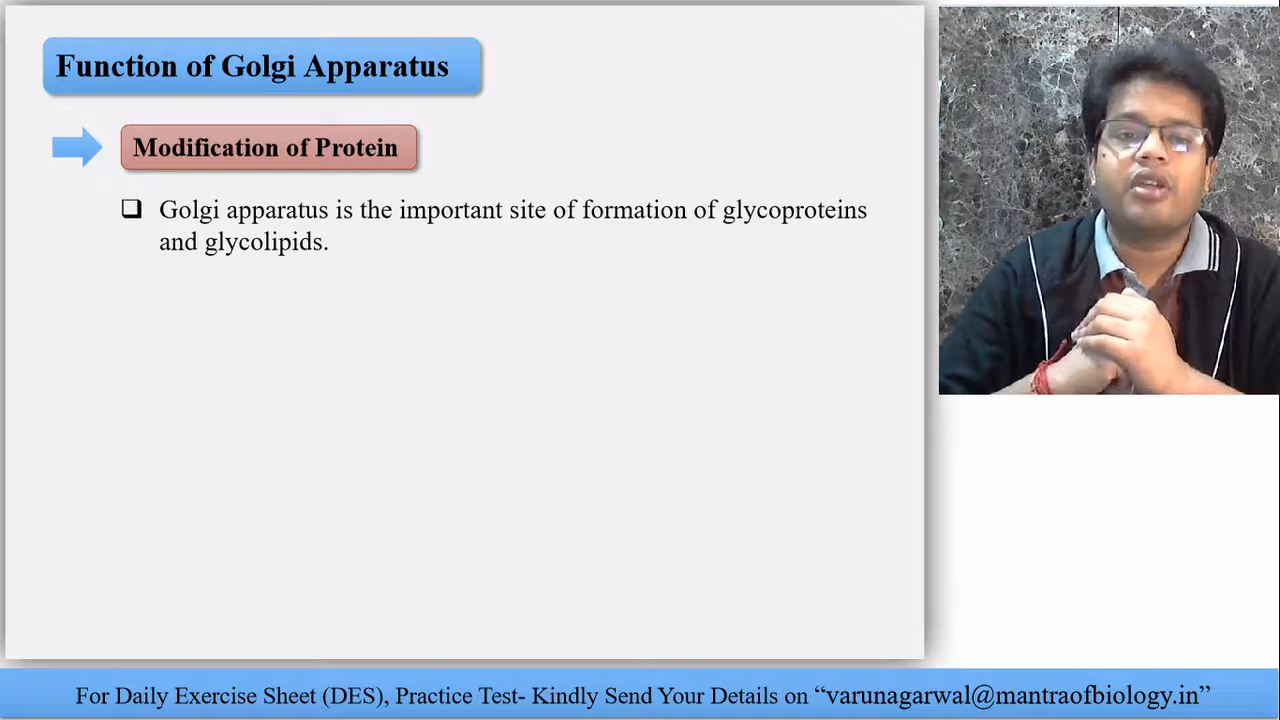 Function of Golgi Apparatus
Modification of Protein
❑ Golgi apparatus is the important site of formation of glycoproteins
and glycolipids.
For Daily Exercise Sheet (DES), Practice Test- Kindly Send Your Details on “varunagarwal@mantraofbiology.in”